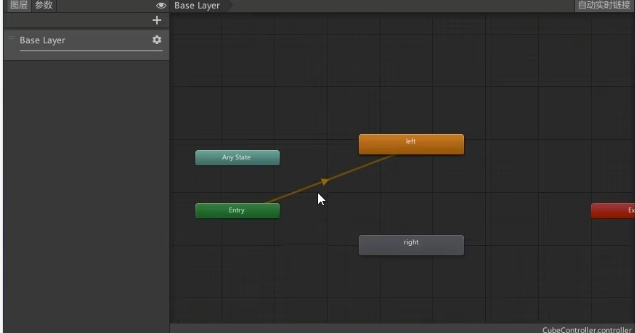 图层 参数
Base Layer
自动实时链接
Base Layer
left
Any State
Entry
Ex
right
CubeController.controller